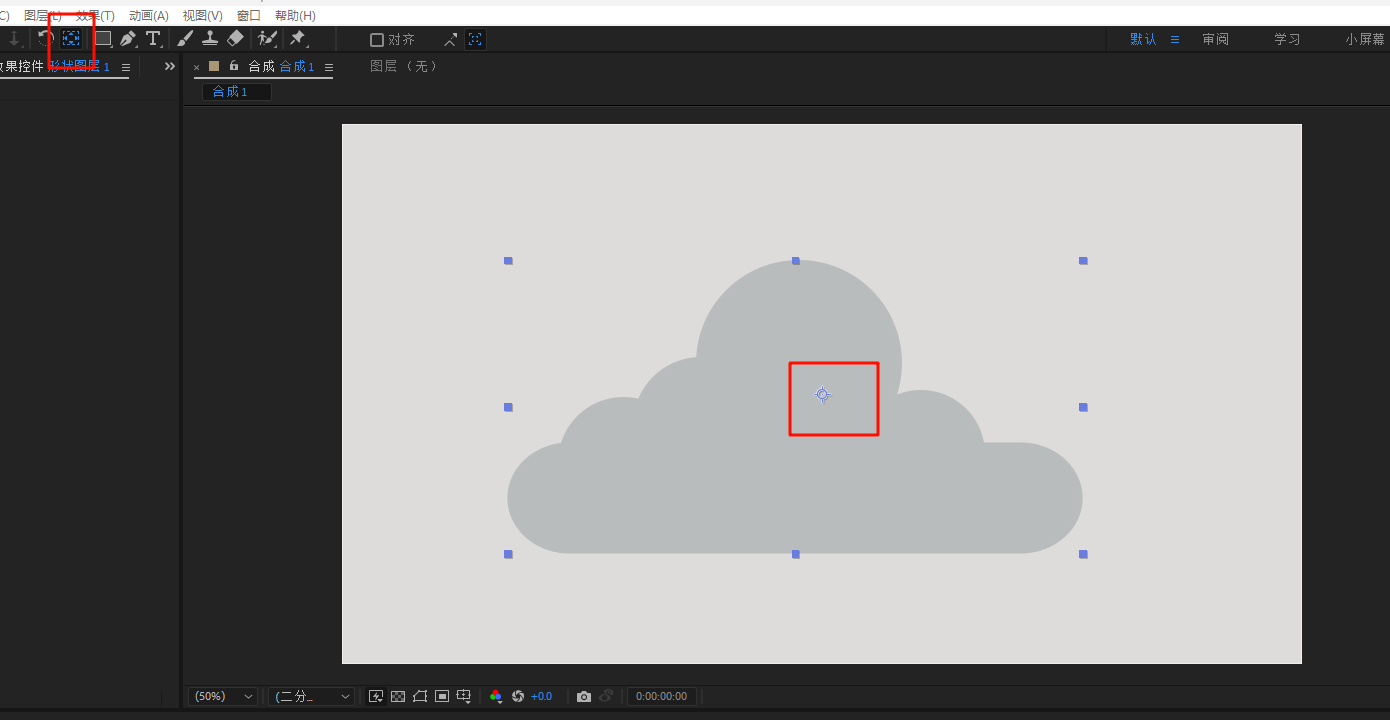 C) 图层(L) 效果(T) 动画(A) 视图(V) 窗口 帮助(H)
T 对齐 默认 审阅 学习 小屏幕
效果控件 形状图层 1 合成 合成 1 图层 （无）
合成1
(50%) (二分_ +0.0 0:00:00:00